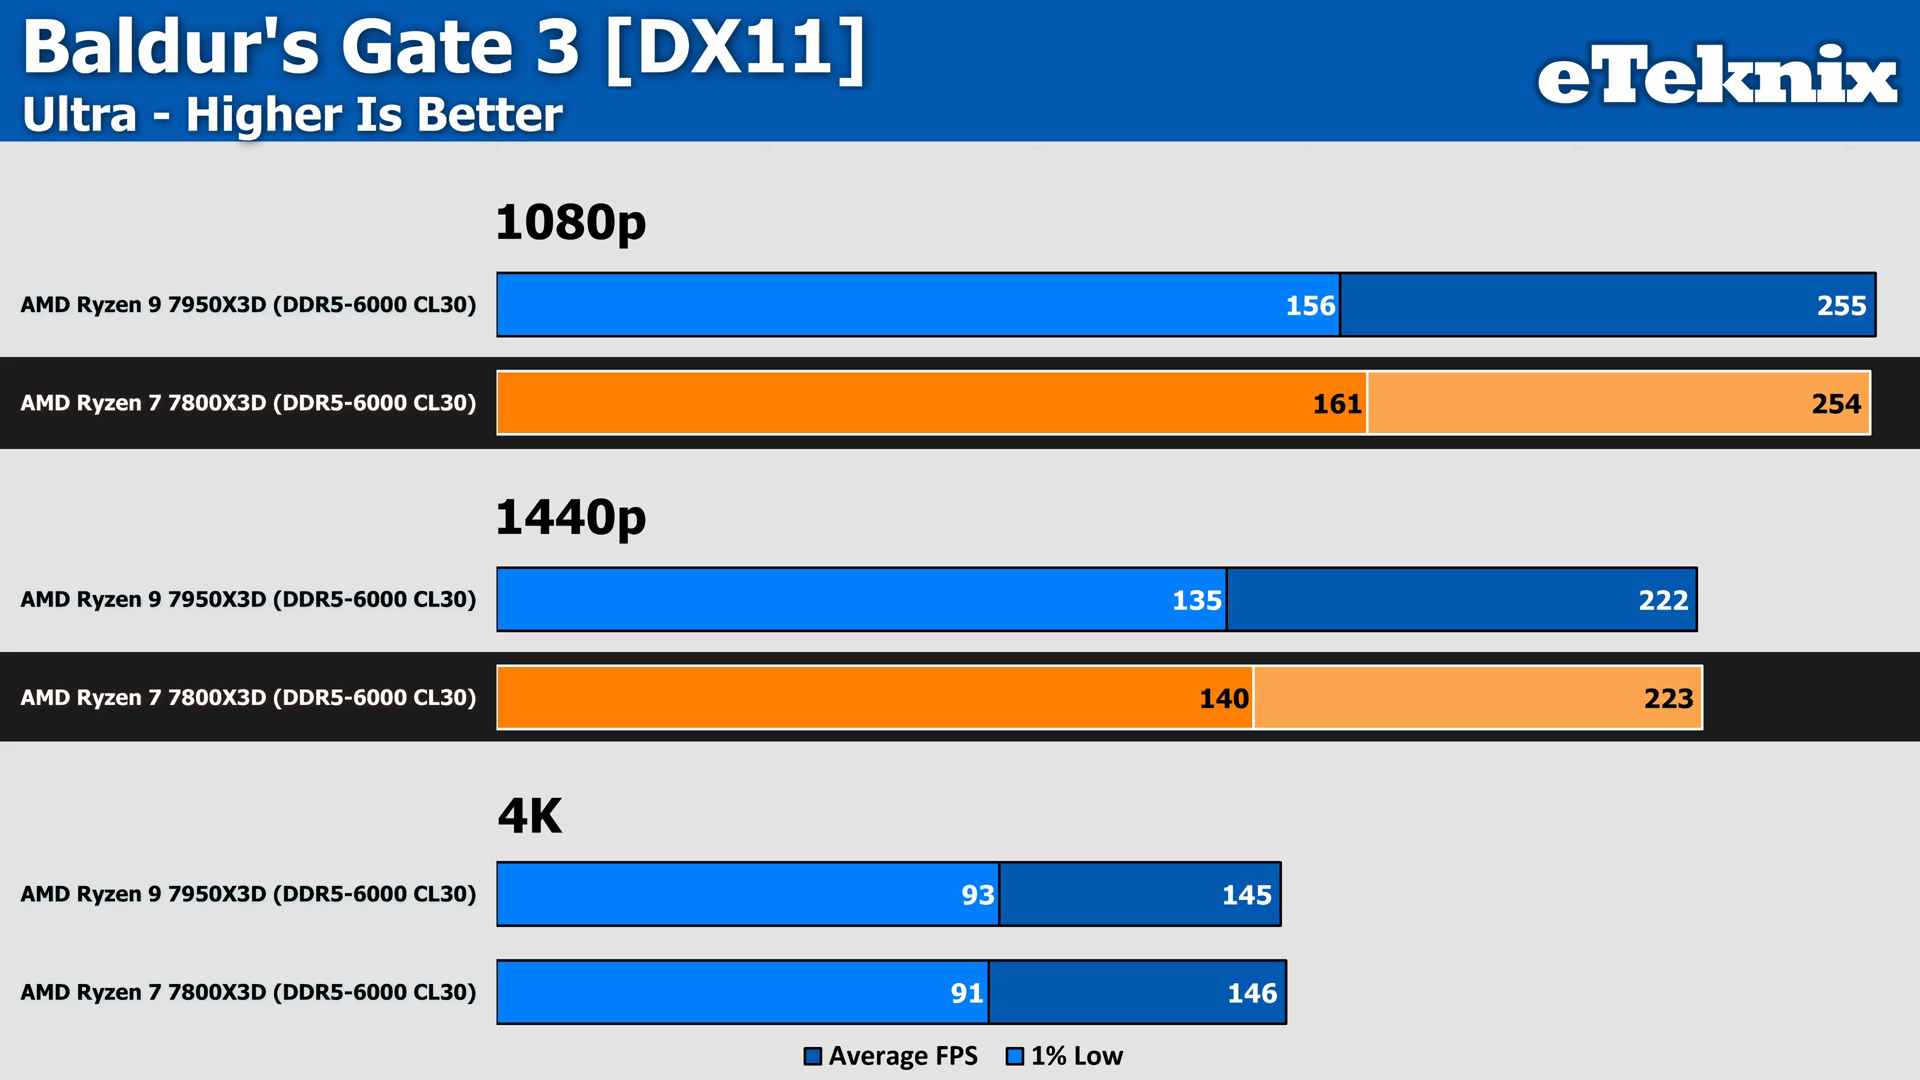 Baldur's Gate 3 [DX11]
Ultra - Higher Is Better
eTeknix
1080p
AMD Ryzen 9 7950X3D (DDR5-6000 CL30) 156 255
AMD Ryzen 7 7800X3D (DDR5-6000 CL30) 161 254
1440p
AMD Ryzen 9 7950X3D (DDR5-6000 CL30) 135 222
AMD Ryzen 7 7800X3D (DDR5-6000 CL30) 140 223
4K
AMD Ryzen 9 7950X3D (DDR5-6000 CL30) 93 145
AMD Ryzen 7 7800X3D (DDR5-6000 CL30) 91 146
Average FPS 1% Low